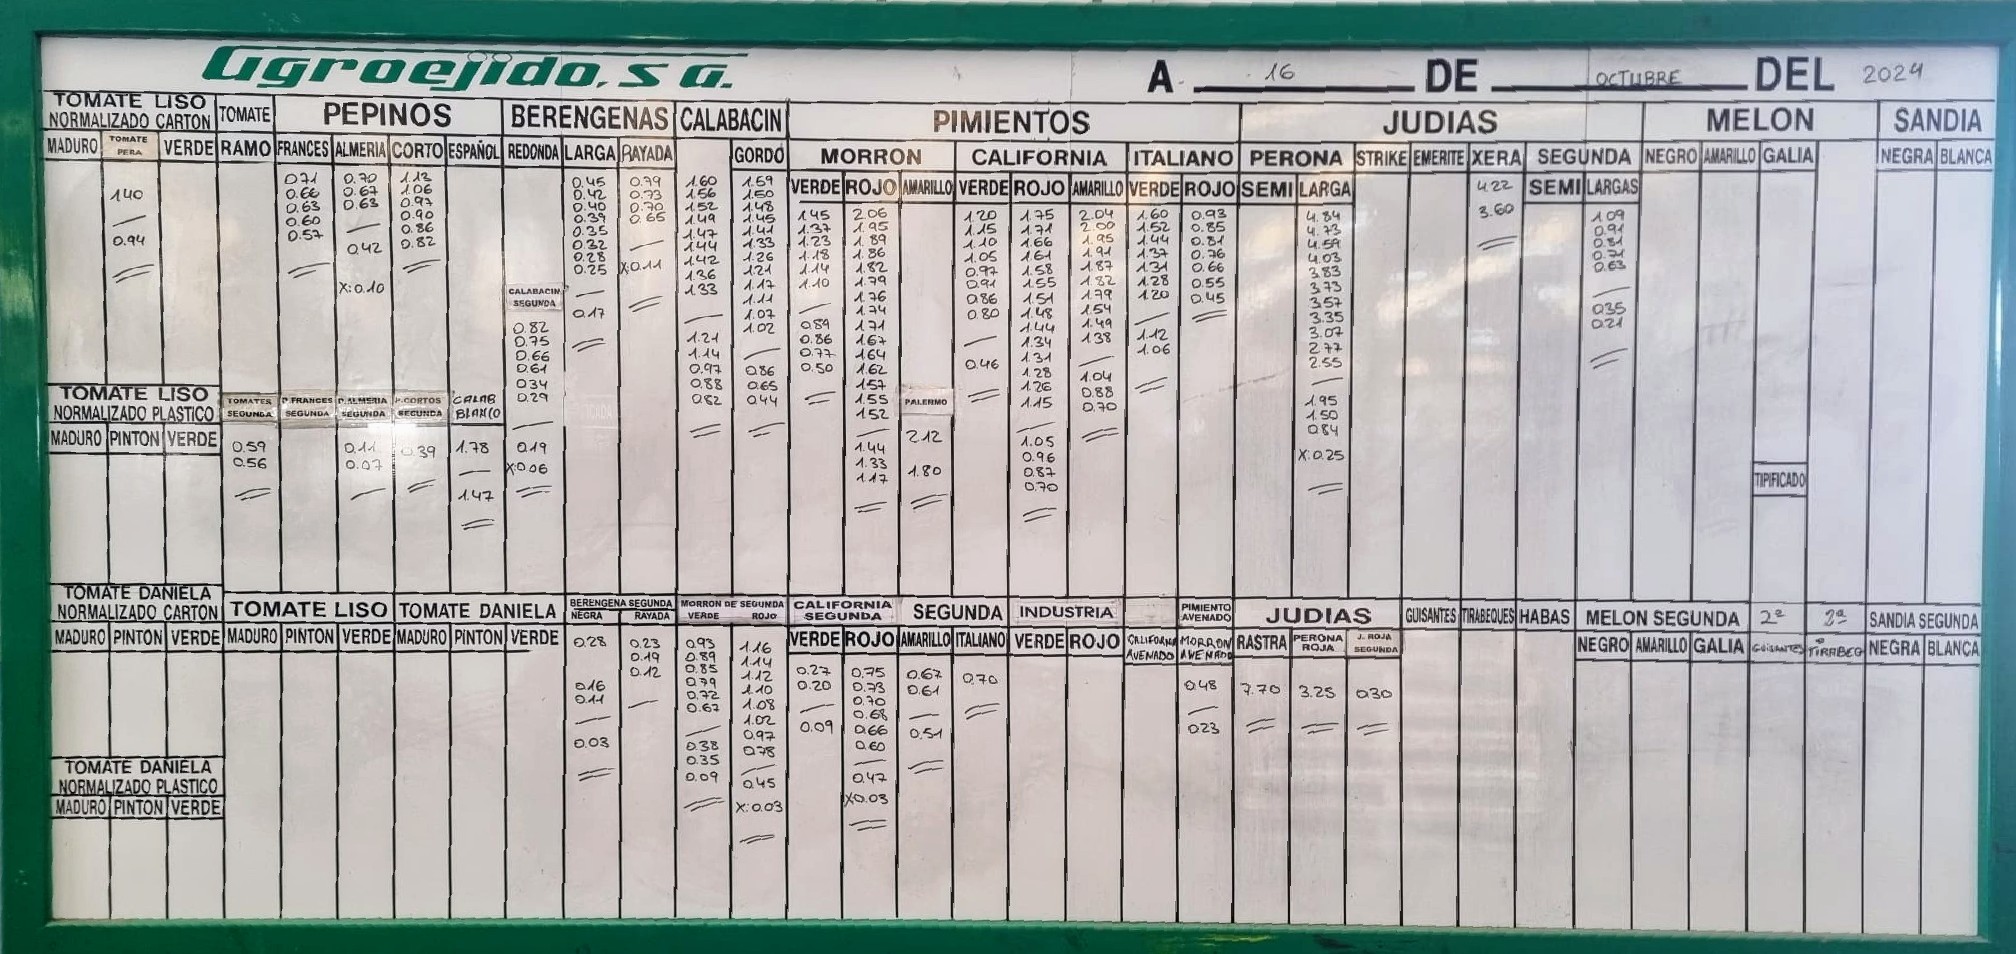 Agroejido, S a.
A 16 DE OCTUBRE DEL 2024
TOMATE LISO NORMALIZADO CARTON
MADURO
TOMATE PERA
1.40
0.94
VERDE
TOMATE RAMO
PEPINOS
FRANCES
0.71
0.66
0.63
0.60
0.57
ALMERIA
0.70
0.67
0.63
0.42
X:0.10
CORTO
1.13
1.06
0.97
0.90
0.86
0.82
ESPAÑOL
BERENGENAS
REDONDA
LARGA
0.45
0.42
0.40
0.39
0.35
0.32
0.28
0.25
0.17
RAYADA
0.79
0.73
0.70
0.65
X:0.11
CALABACIN SEGUNDA
0.82
0.75
0.66
0.61
0.34
0.29
0.19
X:0.06
CALABACIN
1.60
1.56
1.52
1.49
1.47
1.44
1.42
1.36
1.33
1.21
1.14
0.97
0.88
0.82
GORDO
1.59
1.50
1.48
1.45
1.41
1.33
1.26
1.21
1.17
1.11
1.07
1.02
0.86
0.65
0.44
PIMIENTOS
MORRON
VERDE
1.45
1.37
1.23
1.18
1.14
1.10
0.89
0.86
0.77
0.50
ROJO
2.06
1.95
1.89
1.86
1.82
1.79
1.76
1.74
1.71
1.67
1.64
1.62
1.57
1.55
1.52
1.44
1.33
1.17
AMARILLO
PALERMO
2.12
1.80
CALIFORNIA
VERDE
1.20
1.15
1.10
1.05
0.97
0.91
0.86
0.80
0.46
ROJO
1.75
1.71
1.66
1.61
1.58
1.55
1.51
1.48
1.44
1.34
1.31
1.28
1.26
1.15
1.05
0.96
0.87
0.70
AMARILLO
2.04
2.00
1.95
1.91
1.87
1.82
1.79
1.54
1.49
1.38
1.04
0.88
0.70
ITALIANO
VERDE
1.60
1.52
1.44
1.37
1.31
1.28
1.20
1.12
1.06
ROJO
0.93
0.85
0.81
0.76
0.66
0.55
0.45
JUDIAS
PERONA
SEMI
LARGA
4.84
4.73
4.59
4.03
3.83
3.73
3.57
3.35
3.07
2.77
2.55
1.95
1.50
0.84
X:0.25
STRIKE
EMERITE
XERA
4.22
3.60
SEGUNDA
SEMI
LARGAS
1.09
0.91
0.81
0.71
0.63
0.35
0.21
MELON
NEGRO
AMARILLO
GALIA
TIPIFICADO
SANDIA
NEGRA
BLANCA
TOMATE LISO NORMALIZADO PLASTICO
MADURO
PINTON
VERDE
TOMATES SEGUNDA
0.59
0.56
P.FRANCES SEGUNDA
P.ALMERIA SEGUNDA
0.11
0.07
P.CORTOS SEGUNDA
0.39
CALAB BLANCO
1.78
1.47
TOMATE DANIELA NORMALIZADO CARTON
MADURO
PINTON
VERDE
TOMATE LISO
MADURO
PINTON
VERDE
TOMATE DANIELA
MADURO
PINTON
VERDE
BERENGENA SEGUNDA
NEGRA
0.28
0.16
0.11
0.03
RAYADA
0.23
0.19
0.12
MORRON DE SEGUNDA
VERDE
0.93
0.89
0.85
0.79
0.72
0.67
0.38
0.35
0.09
ROJO
1.16
1.14
1.12
1.10
1.08
1.02
0.97
0.78
0.45
X:0.03
CALIFORNIA SEGUNDA
VERDE
0.27
0.20
0.09
ROJO
0.75
0.73
0.70
0.68
0.66
0.60
0.47
X0.03
SEGUNDA
AMARILLO
0.67
0.61
0.51
ITALIANO
0.70
INDUSTRIA
VERDE
ROJO
CALIFORNIA AVENADO
PIMIENTO AVENADO
MORRON AVENADO
0.48
0.23
JUDIAS
RASTRA
7.70
PERONA ROJA
3.25
J. ROJA SEGUNDA
0.30
GUISANTES
TIRABEQUES
HABAS
MELON SEGUNDA
NEGRO
AMARILLO
GALIA
2ª
GUISANTES
2ª
TIRABEQ
SANDIA SEGUNDA
NEGRA
BLANCA
TOMATE DANIELA NORMALIZADO PLASTICO
MADURO
PINTON
VERDE